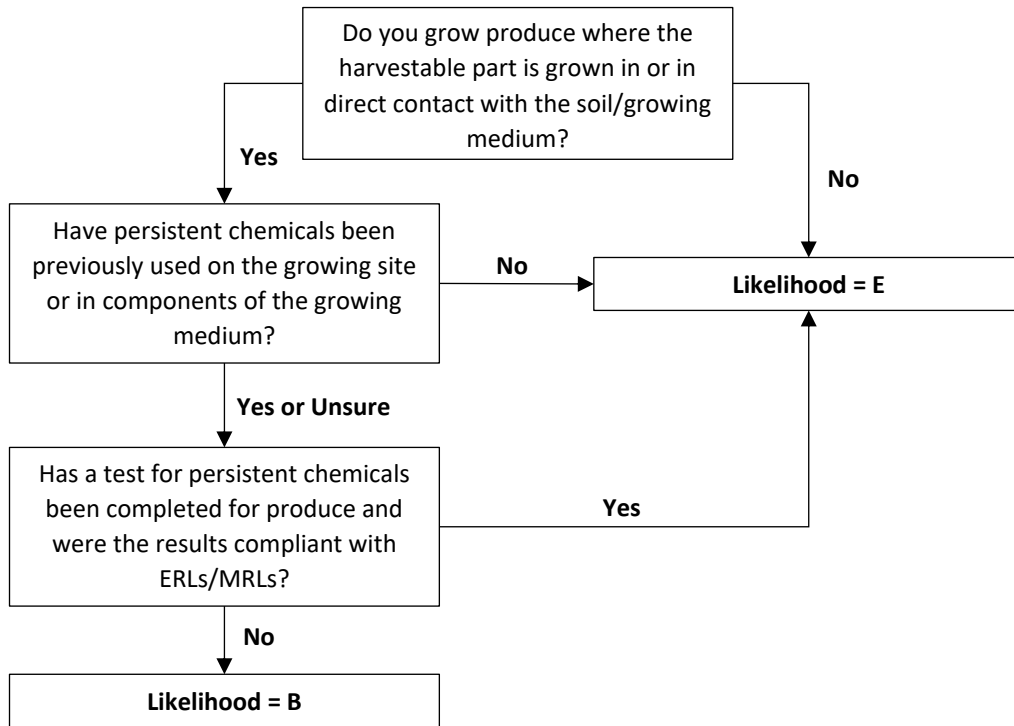 Do you grow produce where the
harvestable part is grown in or in
direct contact with the soil/growing
medium?
Yes
No
Have persistent chemicals been
previously used on the growing site
or in components of the growing
medium?
No
Likelihood = E
Yes or Unsure
Has a test for persistent chemicals
been completed for produce and
were the results compliant with
ERLs/MRLs?
Yes
No
Likelihood = B